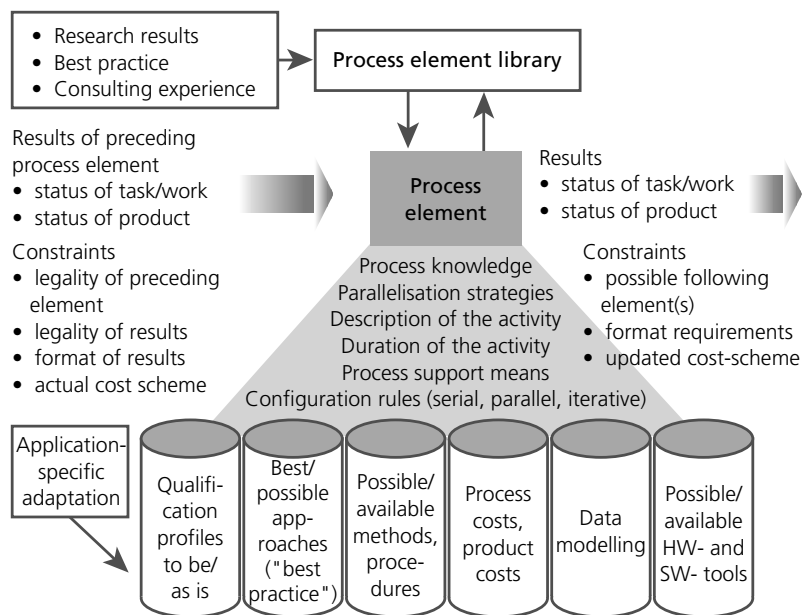 • Research results
• Best practice
• Consulting experience
Process element library
Results of preceding
process element
• status of task/work
• status of product
Constraints
• legality of preceding
element
• legality of results
• format of results
• actual cost scheme
Process
element
Results
• status of task/work
• status of product
Constraints
• possible following
element(s)
• format requirements
• updated cost-scheme
Process knowledge
Parallelisation strategies
Description of the activity
Duration of the activity
Process support means
Configuration rules (serial, parallel, iterative)
Application-
specific
adaptation
Qualifi-
cation
profiles
to be/
as is
Best/
possible
app-
roaches
("best
practice")
Possible/
available
methods,
proce-
dures
Process
costs,
product
costs
Data
modelling
Possible/
available
HW- and
SW- tools